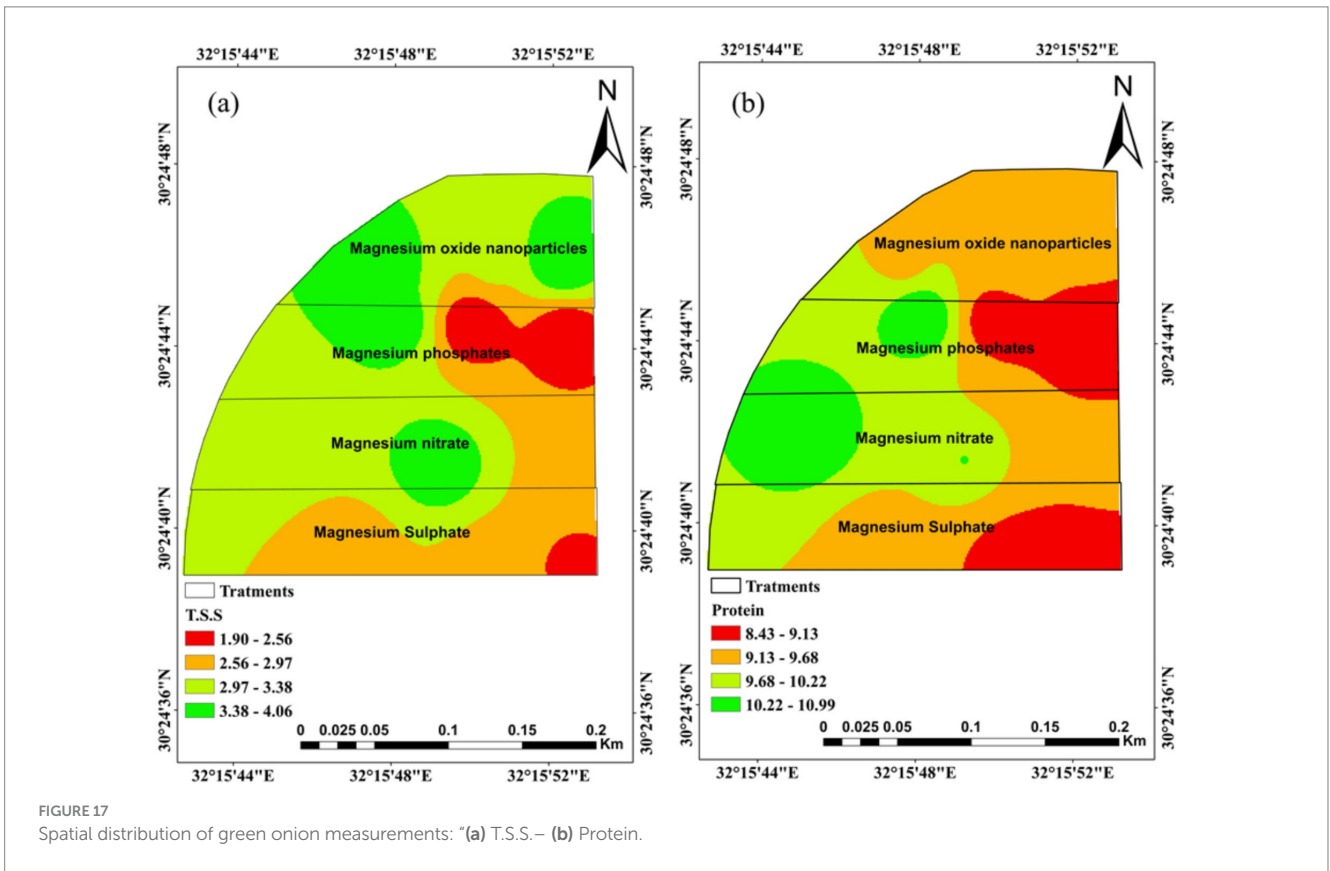 32°15'44"E 32°15'48"E 32°15'52"E
(a)
N
30°24'48"N 30°24'48"N
Magnesium oxide nanoparticles
30°24'44"N 30°24'44"N
Magnesium phosphates
Magnesium nitrate
30°24'40"N 30°24'40"N
Magnesium Sulphate
Tratments
T.S.S
1.90 - 2.56
2.56 - 2.97
2.97 - 3.38
3.38 - 4.06
30°24'36"N 30°24'36"N
0 0.025 0.05 0.1 0.15 0.2
Km
32°15'44"E 32°15'48"E 32°15'52"E
32°15'44"E 32°15'48"E 32°15'52"E
(b)
N
30°24'48"N 30°24'48"N
Magnesium oxide nanoparticles
30°24'44"N 30°24'44"N
Magnesium phosphates
Magnesium nitrate
30°24'40"N 30°24'40"N
Magnesium Sulphate
Tratments
Protein
8.43 - 9.13
9.13 - 9.68
9.68 - 10.22
10.22 - 10.99
30°24'36"N 30°24'36"N
0 0.025 0.05 0.1 0.15 0.2
Km
32°15'44"E 32°15'48"E 32°15'52"E
FIGURE 17
Spatial distribution of green onion measurements: "(a) T.S.S.– (b) Protein.